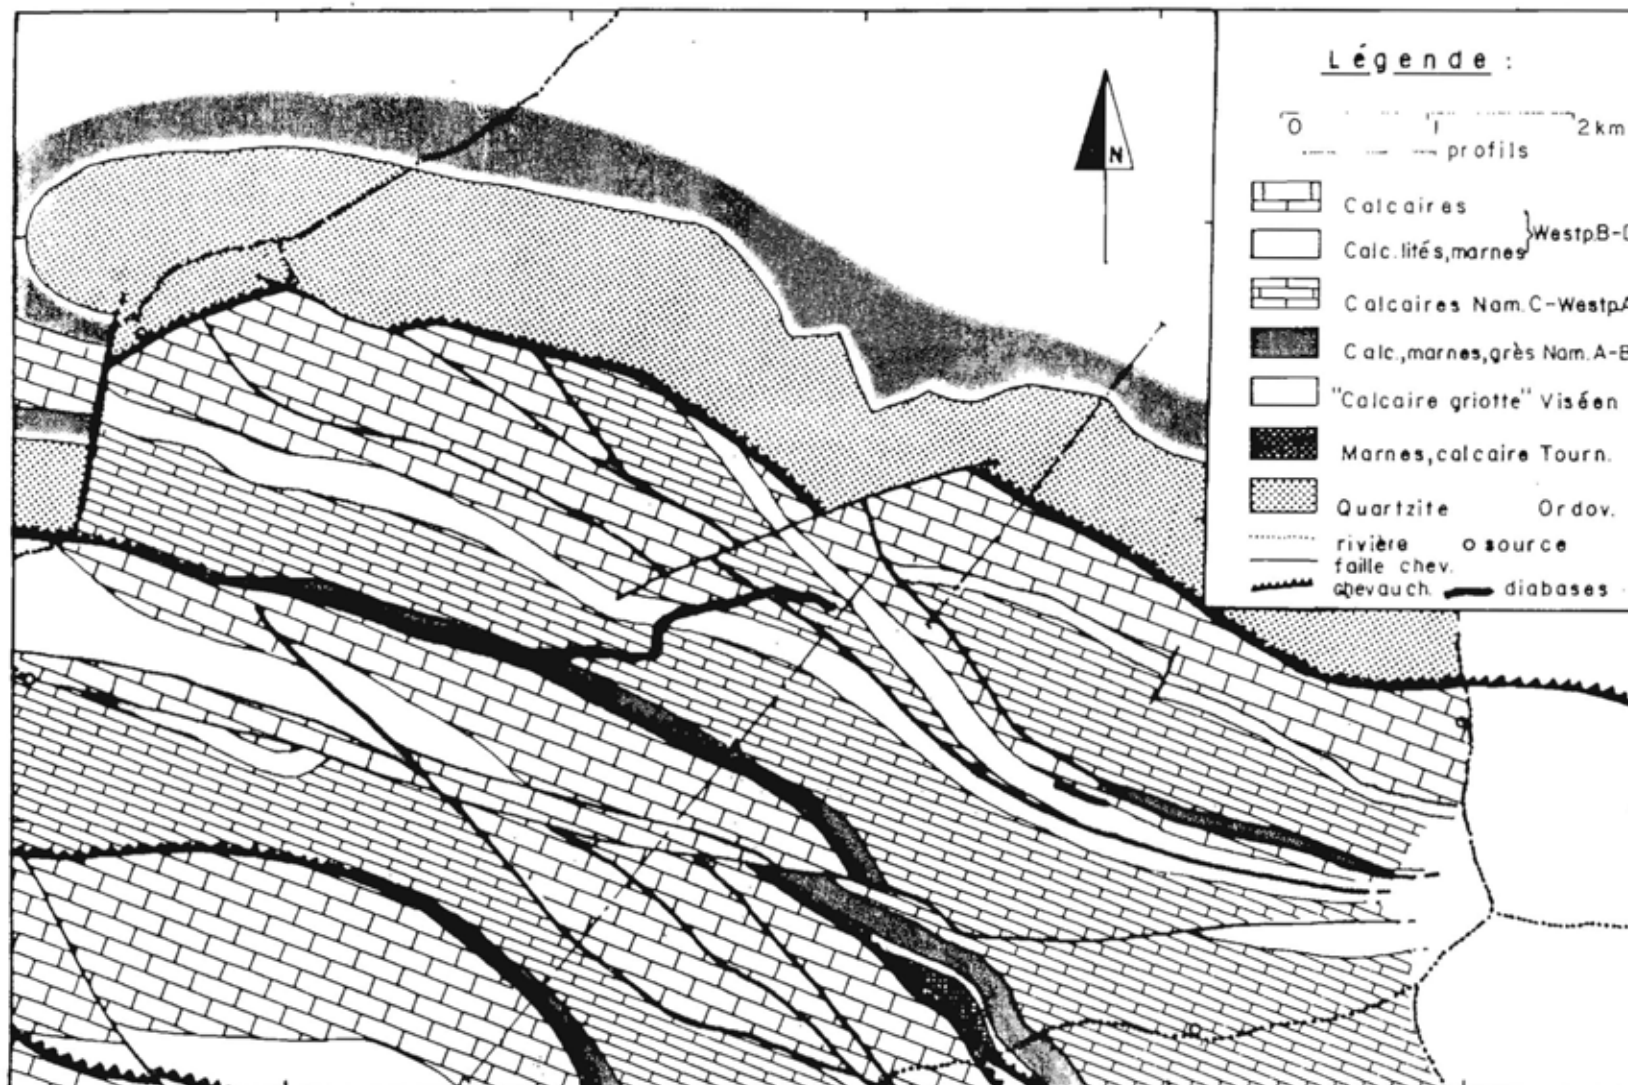 Légende :
0 1 2 km
profils
Calcaires
Calc. lités, marnes
} Westp. B-
Calcaires Nam. C-Westp. A
Calc., marnes, grès Nam. A-B
"Calcaire griotte" Viséen
Marnes, calcaire Tourn.
Quartzite Ordov.
rivière source
faille chev.
chevauch. diabases
N